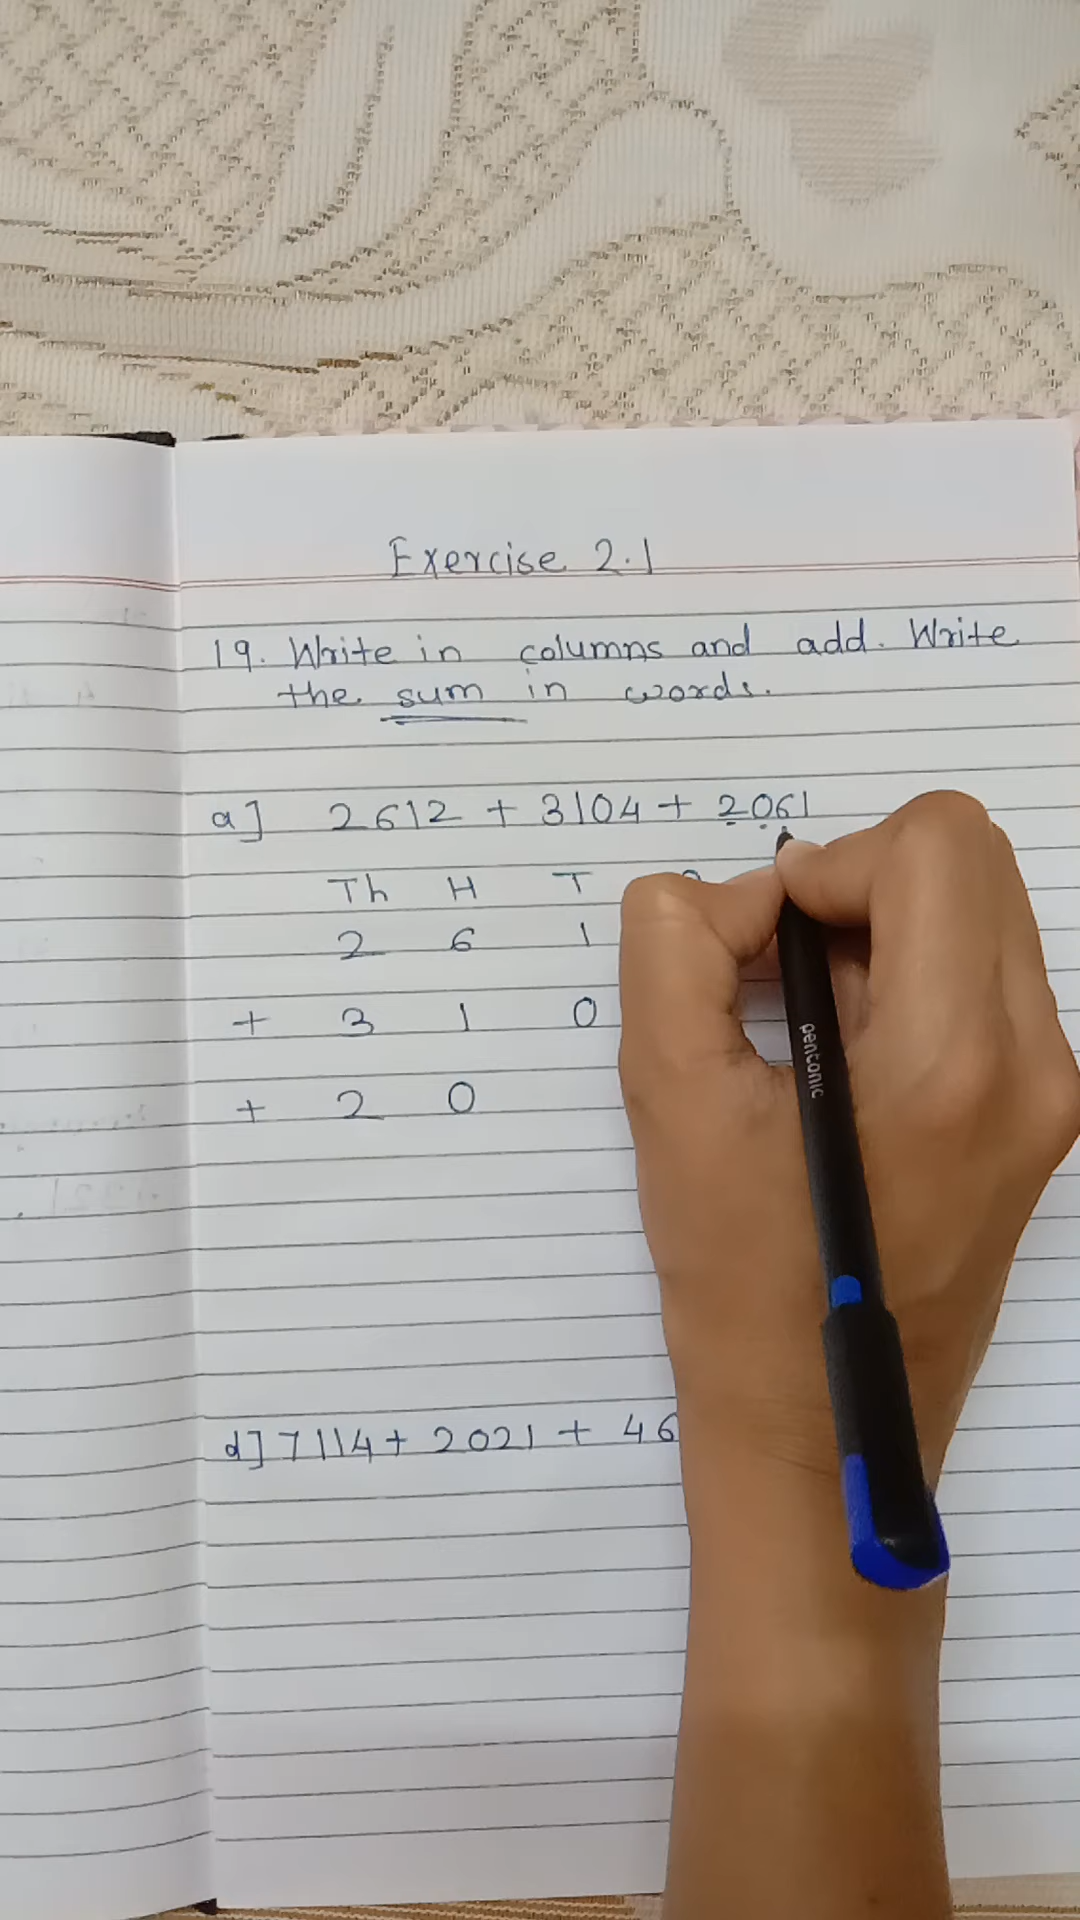 Exercise 2.1
19. Write in columns and add. Write
the sum in words.
a] 2612 + 3104 + 2061
Th H T
2 6 1
+ 3 1 0
+ 2 0
pentonic
d] 7114 + 2021 + 46